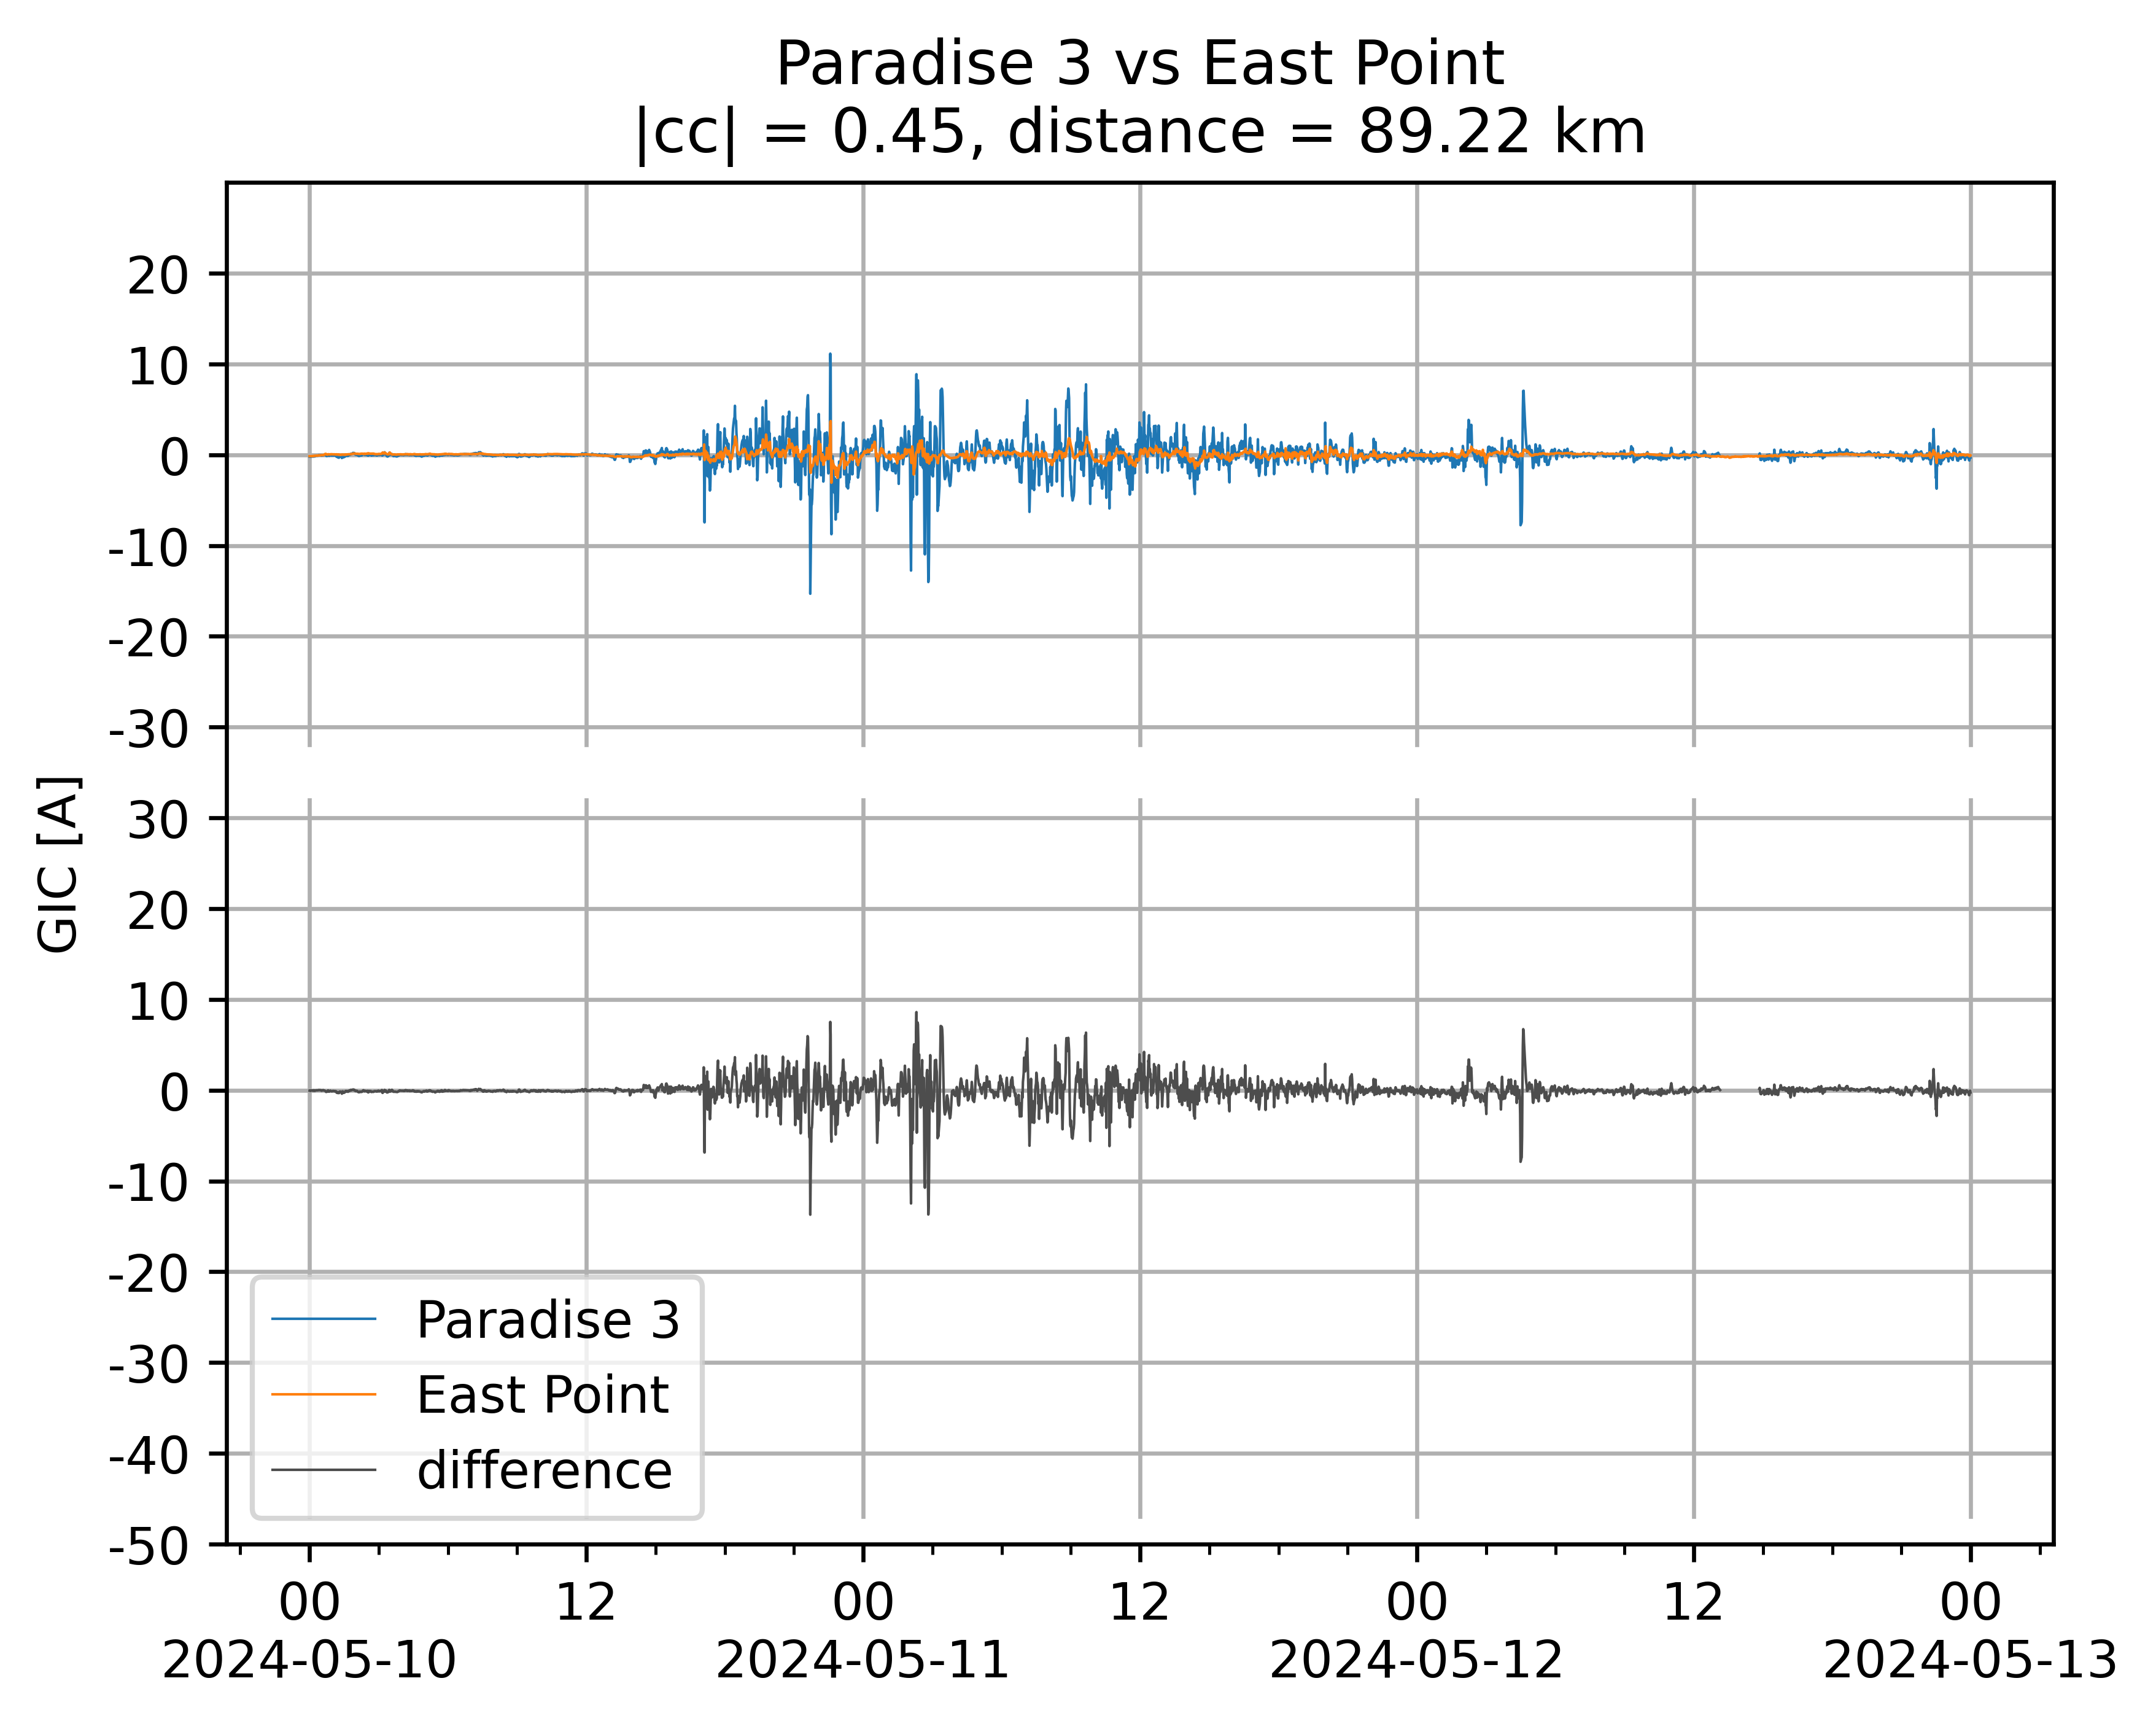 Paradise 3 vs East Point
|cc| = 0.45, distance = 89.22 km
20
10
0
-10
-20
-30
30
20
10
0
-10
-20
-30
-40
-50
GIC [A]
Paradise 3
East Point
difference
00 12 00 12 00 12 00
2024-05-10 2024-05-11 2024-05-12 2024-05-13